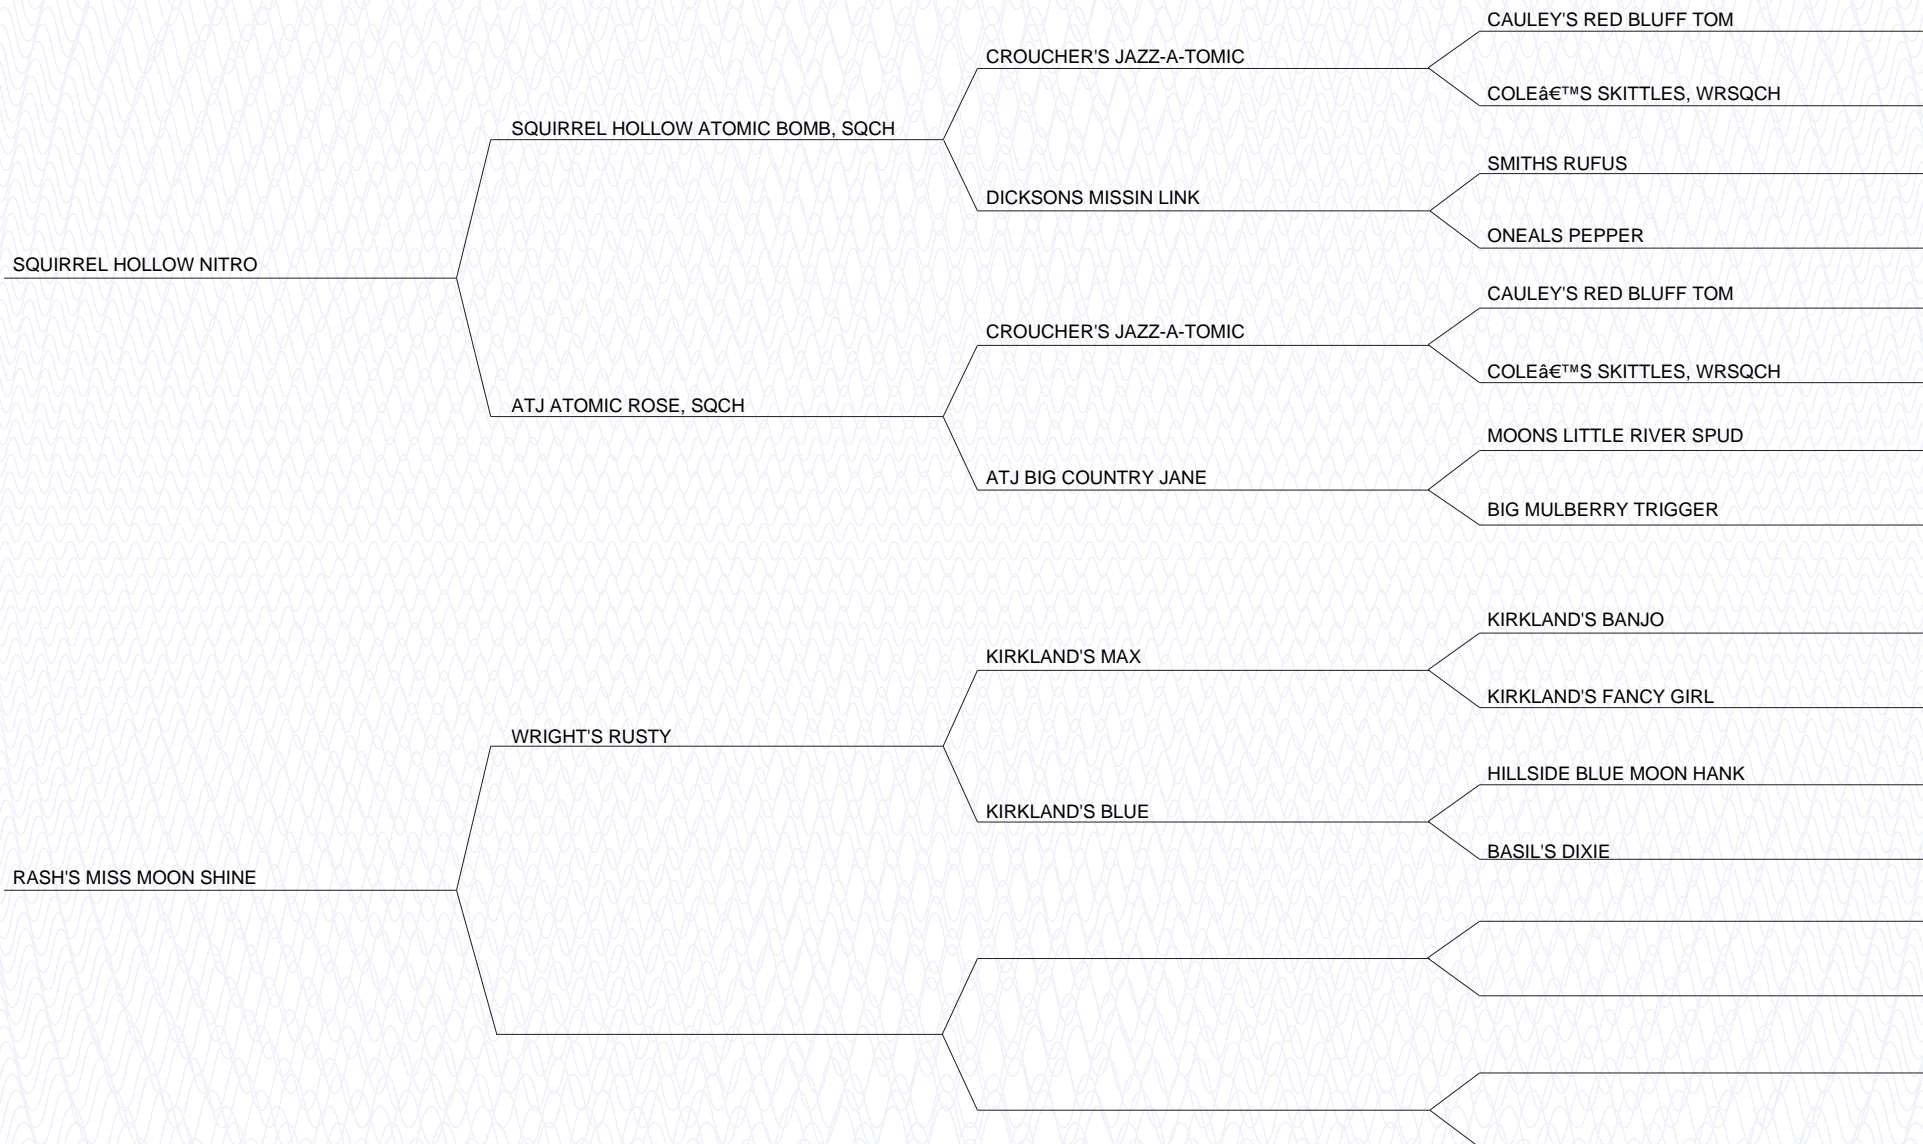 CAULEY'S RED BLUFF TOM
CROUCHER'S JAZZ-A-TOMIC
COLEâ€™S SKITTLES, WRSQCH
SQUIRREL HOLLOW ATOMIC BOMB, SQCH
SMITHS RUFUS
DICKSONS MISSIN LINK
ONEALS PEPPER
SQUIRREL HOLLOW NITRO
CAULEY'S RED BLUFF TOM
CROUCHER'S JAZZ-A-TOMIC
COLEâ€™S SKITTLES, WRSQCH
ATJ ATOMIC ROSE, SQCH
MOONS LITTLE RIVER SPUD
ATJ BIG COUNTRY JANE
BIG MULBERRY TRIGGER
KIRKLAND'S BANJO
KIRKLAND'S MAX
KIRKLAND'S FANCY GIRL
WRIGHT'S RUSTY
HILLSIDE BLUE MOON HANK
KIRKLAND'S BLUE
BASIL'S DIXIE
RASH'S MISS MOON SHINE